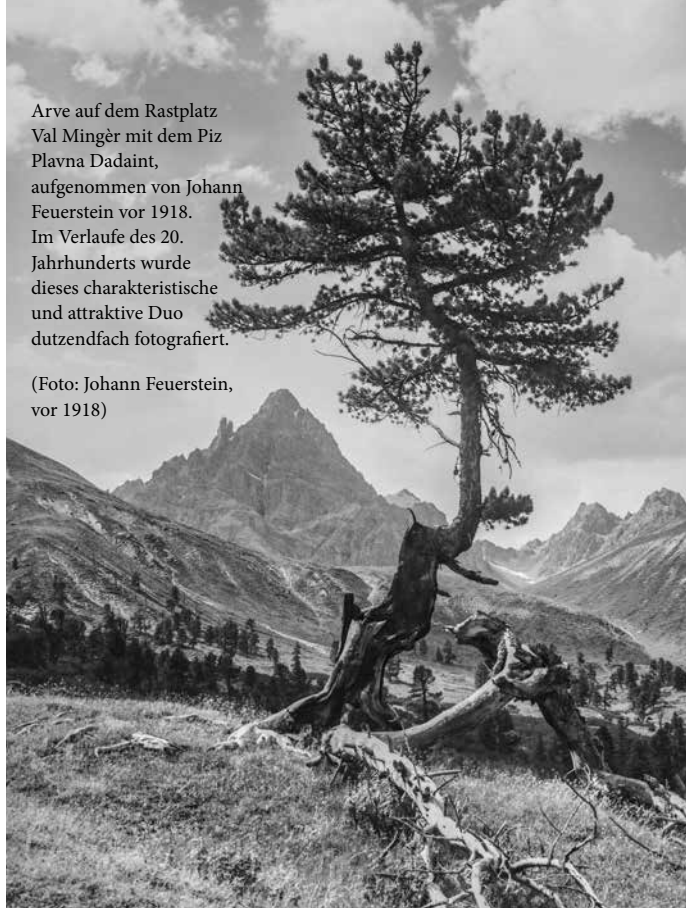 Arve auf dem Rastplatz
Val Mingèr mit dem Piz
Plavna Dadaint,
aufgenommen von Johann
Feuerstein vor 1918.
Im Verlaufe des 20.
Jahrhunderts wurde
dieses charakteristische
und attraktive Duo
dutzendfach fotografiert.
(Foto: Johann Feuerstein,
vor 1918)